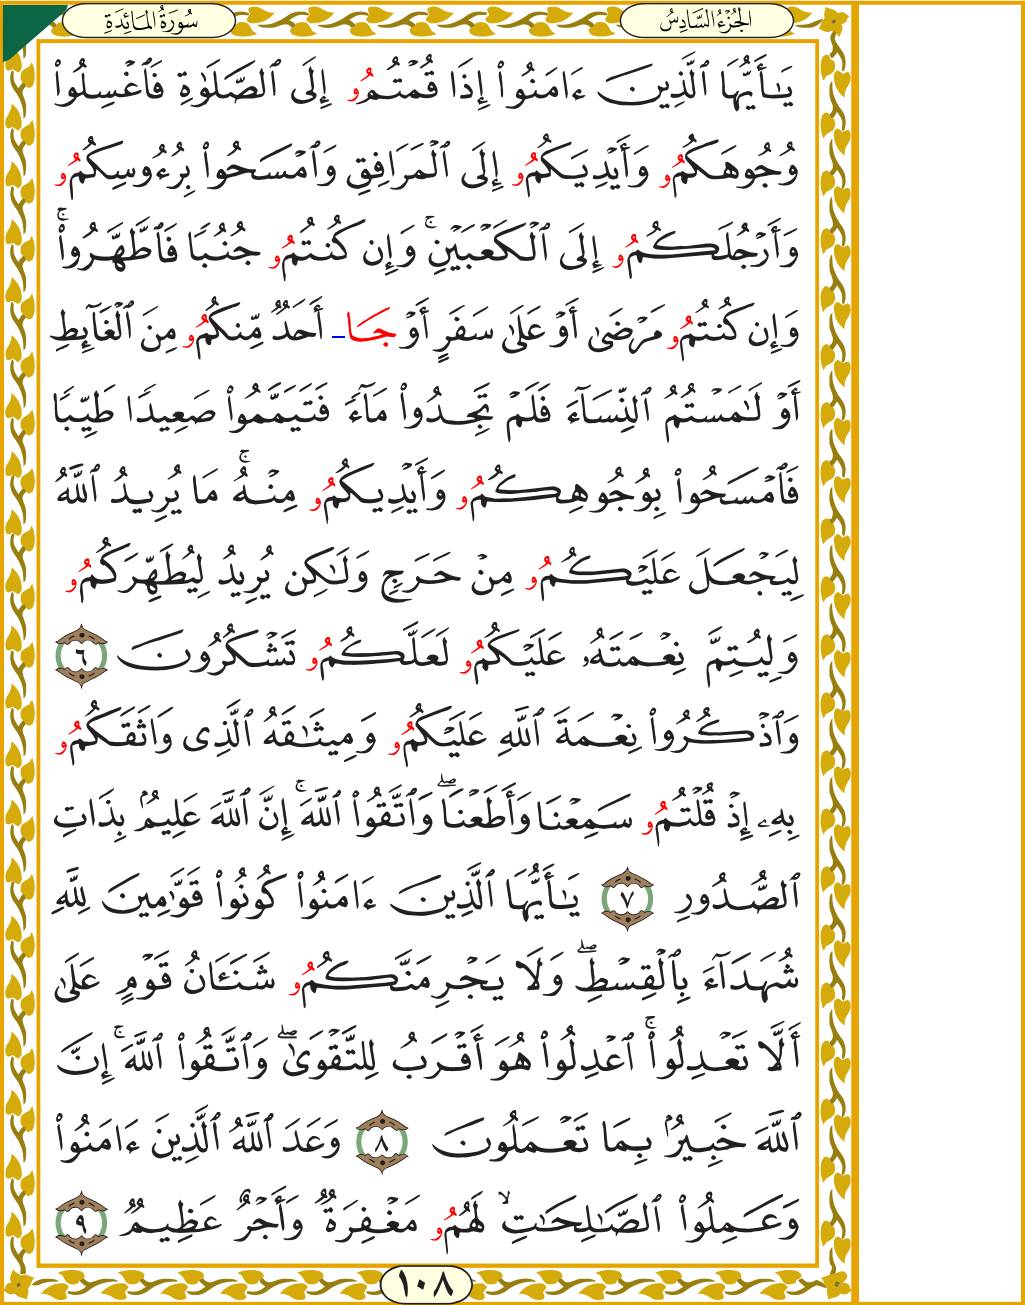 الجُزْءُ السَّادِسُ
سُورَةُ المَائِدَةِ
يَـٰٓأَيُّهَا ٱلَّذِينَ ءَامَنُوٓاْ إِذَا قُمْتُمُۥ إِلَى ٱلصَّلَوٰةِ فَٱغْسِلُواْ
وُجُوهَكُمُۥ وَأَيْدِيَكُمُۥ إِلَى ٱلْمَرَافِقِ وَٱمْسَحُواْ بِرُءُوسِكُمُۥ
وَأَرْجُلَكُمُۥ إِلَى ٱلْكَعْبَيْنِۚ وَإِن كُنتُمُۥ جُنُبًا فَٱطَّهَّرُواْۚ
وَإِن كُنتُمُۥ مَرْضَىٰٓ أَوْ عَلَىٰ سَفَرٍ أَوْ جَا أَحَدٌ مِّنكُمُۥ مِنَ ٱلْغَآئِطِ
أَوْ لَـٰمَسْتُمُ ٱلنِّسَآءَ فَلَمْ تَجِدُواْ مَآءً فَتَيَمَّمُواْ صَعِيدًا طَيِّبًا
فَٱمْسَحُواْ بِوُجُوهِكُمُۥ وَأَيْدِيكُمُۥ مِنْهُۚ مَا يُرِيدُ ٱللَّهُ
لِيَجْعَلَ عَلَيْكُمُۥ مِنْ حَرَجٍ وَلَـٰكِن يُرِيدُ لِيُطَهِّرَكُمُۥ
وَلِيُتِمَّ نِعْمَتَهُۥ عَلَيْكُمُۥ لَعَلَّكُمُۥ تَشْكُرُونَ ٦
وَٱذْكُرُواْ نِعْمَةَ ٱللَّهِ عَلَيْكُمُۥ وَمِيثَـٰقَهُ ٱلَّذِى وَاثَقَكُمُۥ
بِهِۦٓ إِذْ قُلْتُمُۥ سَمِعْنَا وَأَطَعْنَاۖ وَٱتَّقُواْ ٱللَّهَۚ إِنَّ ٱللَّهَ عَلِيمٌۢ بِذَاتِ
ٱلصُّدُورِ ٧ يَـٰٓأَيُّهَا ٱلَّذِينَ ءَامَنُواْ كُونُواْ قَوَّٰمِينَ لِلَّهِ
شُهَدَآءَ بِٱلْقِسْطِۖ وَلَا يَجْرِمَنَّكُمُۥ شَنَـَٔانُ قَوْمٍ عَلَىٰٓ
أَلَّا تَعْدِلُواْۚ ٱعْدِلُواْ هُوَ أَقْرَبُ لِلتَّقْوَىٰۖ وَٱتَّقُواْ ٱللَّهَۚ إِنَّ
ٱللَّهَ خَبِيرٌۢ بِمَا تَعْمَلُونَ ٨ وَعَدَ ٱللَّهُ ٱلَّذِينَ ءَامَنُواْ
وَعَمِلُواْ ٱلصَّـٰلِحَـٰتِۙ لَهُمُۥ مَغْفِرَةٌ وَأَجْرٌ عَظِيمٌ ٩
١٠٨